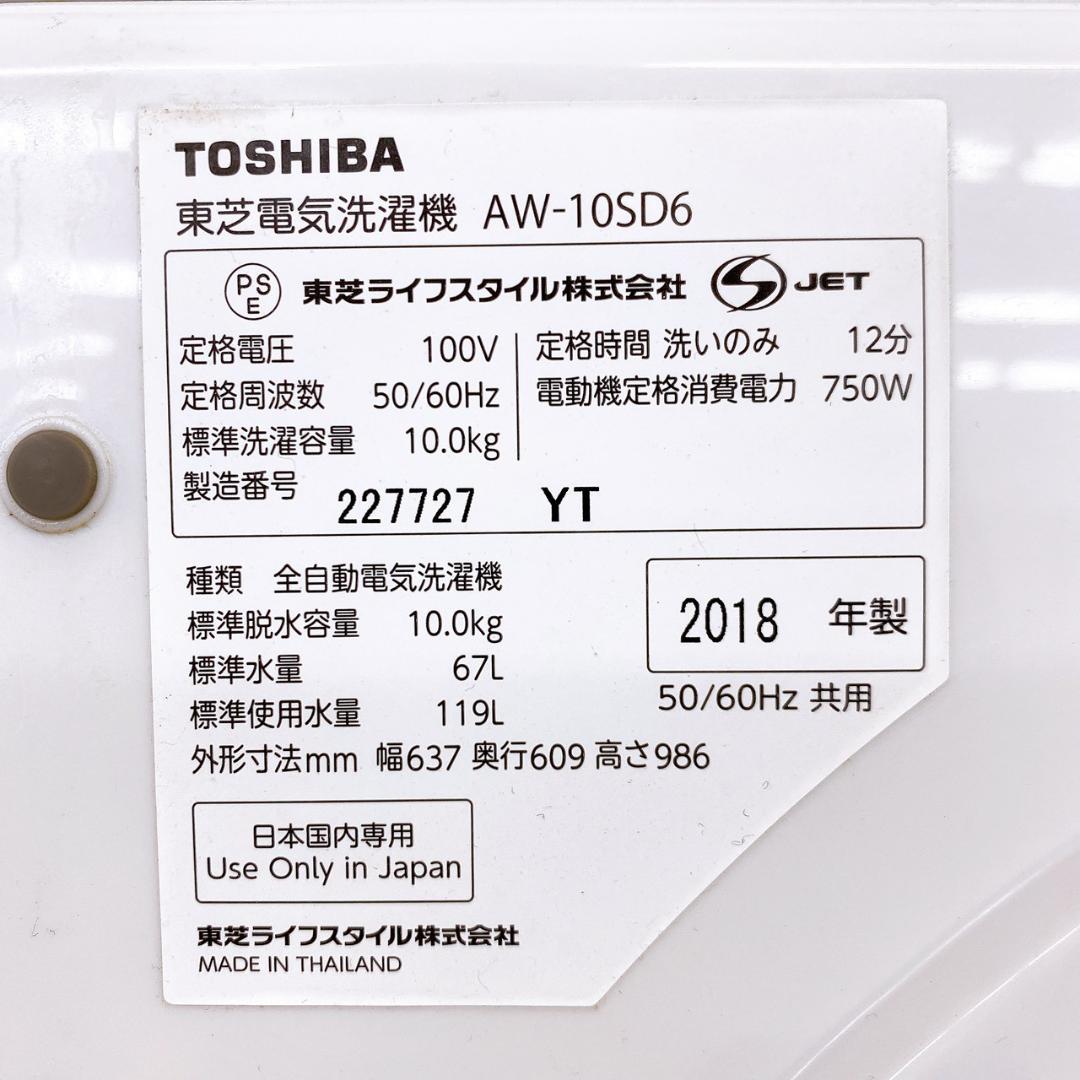 TOSHIBA
東芝電気洗濯機 AW-10SD6
PSE 東芝ライフスタイル株式会社 S JET
定格電圧 100V
定格周波数 50/60Hz
標準洗濯容量 10.0kg
定格時間 洗いのみ 12分
電動機定格消費電力 750W
製造番号 227727 YT
種類 全自動電気洗濯機
標準脱水容量 10.0kg
標準水量 67L
標準使用水量 119L
外形寸法mm 幅637 奥行609 高さ986
2018 年製
50/60Hz 共用
日本国内専用
Use Only in Japan
東芝ライフスタイル株式会社
MADE IN THAILAND